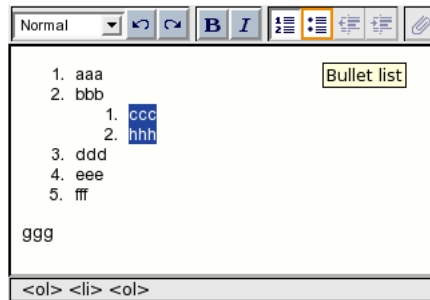 Normal B I
Bullet list
1. aaa
2. bbb
1. ccc
2. hhh
3. ddd
4. eee
5. fff
ggg
<ol> <li> <ol>